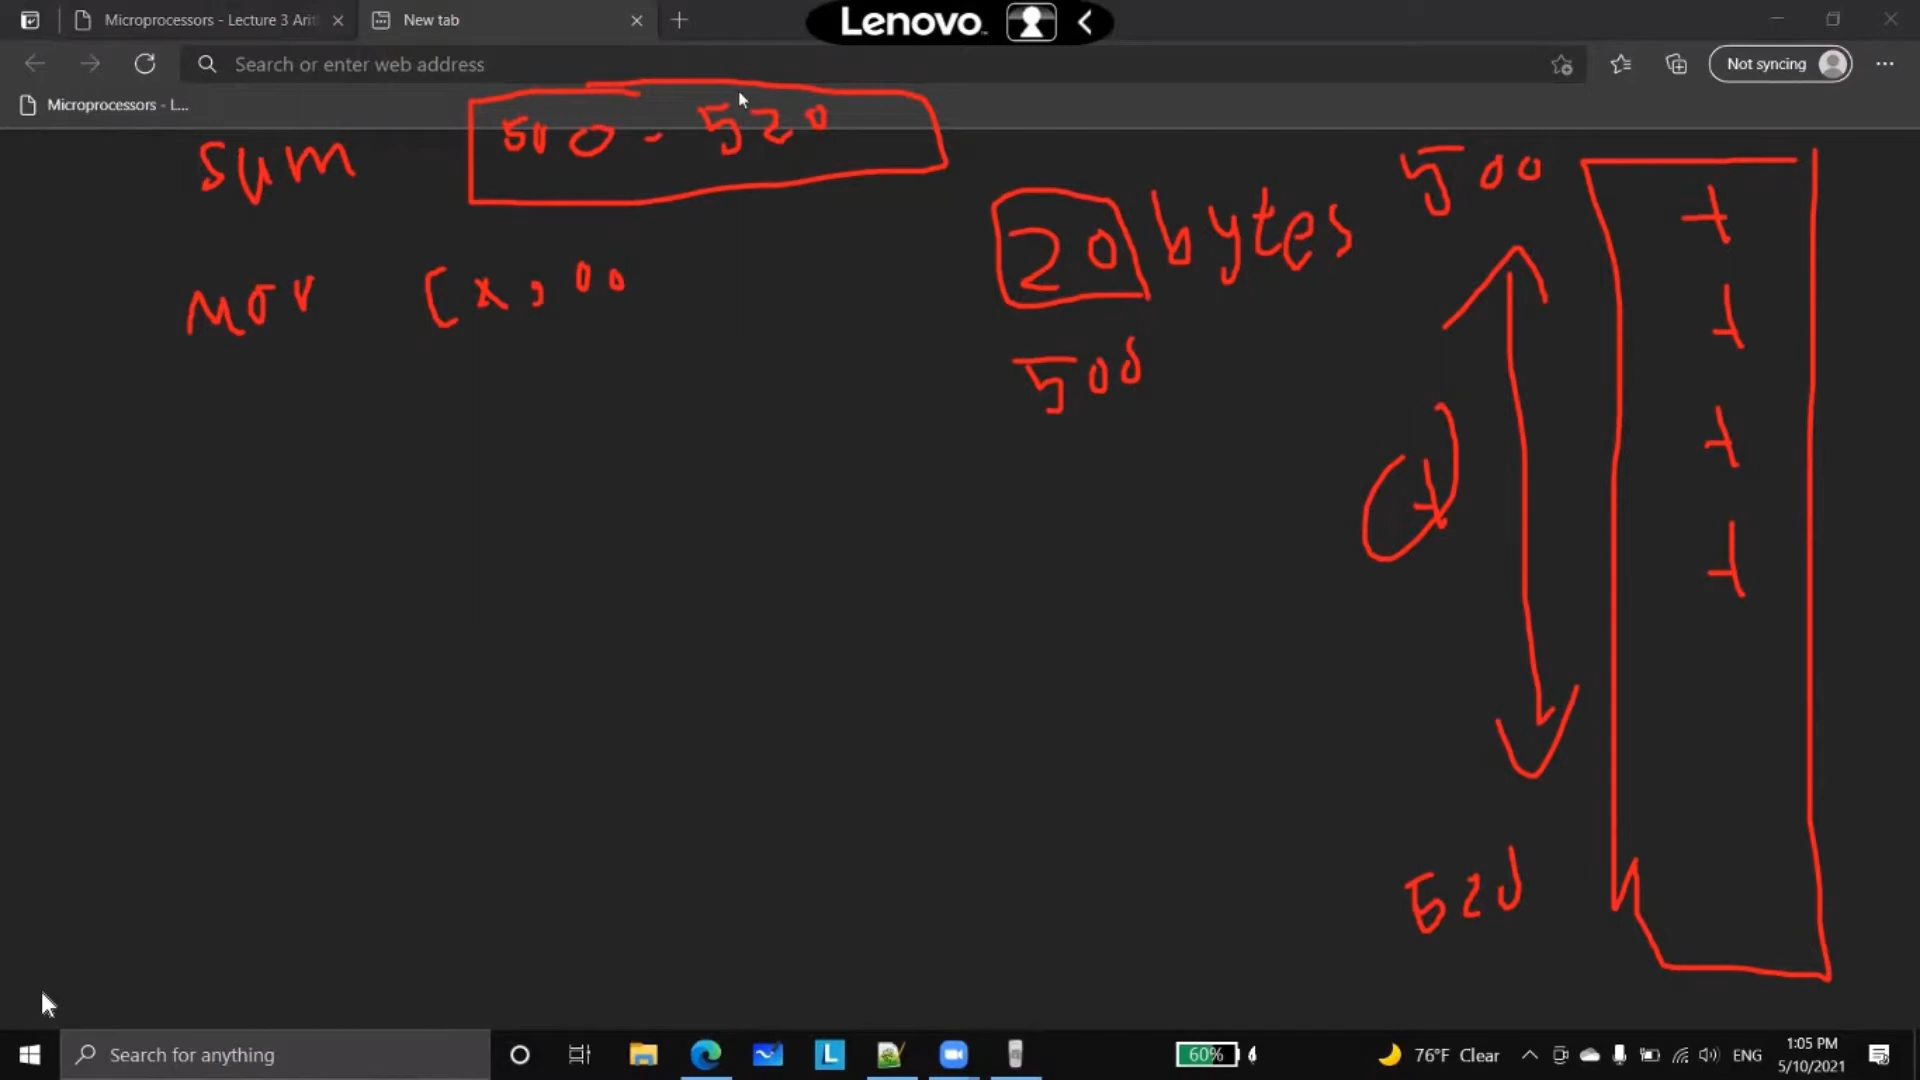 Microprocessors - Lecture 3 Arit
New tab
Lenovo
Search or enter web address
Not syncing
Microprocessors - L...
500 - 520
sum
500
20 bytes
mov cx, 00
500
520
Search for anything
60%
76°F Clear
ENG
1:05 PM
5/10/2021